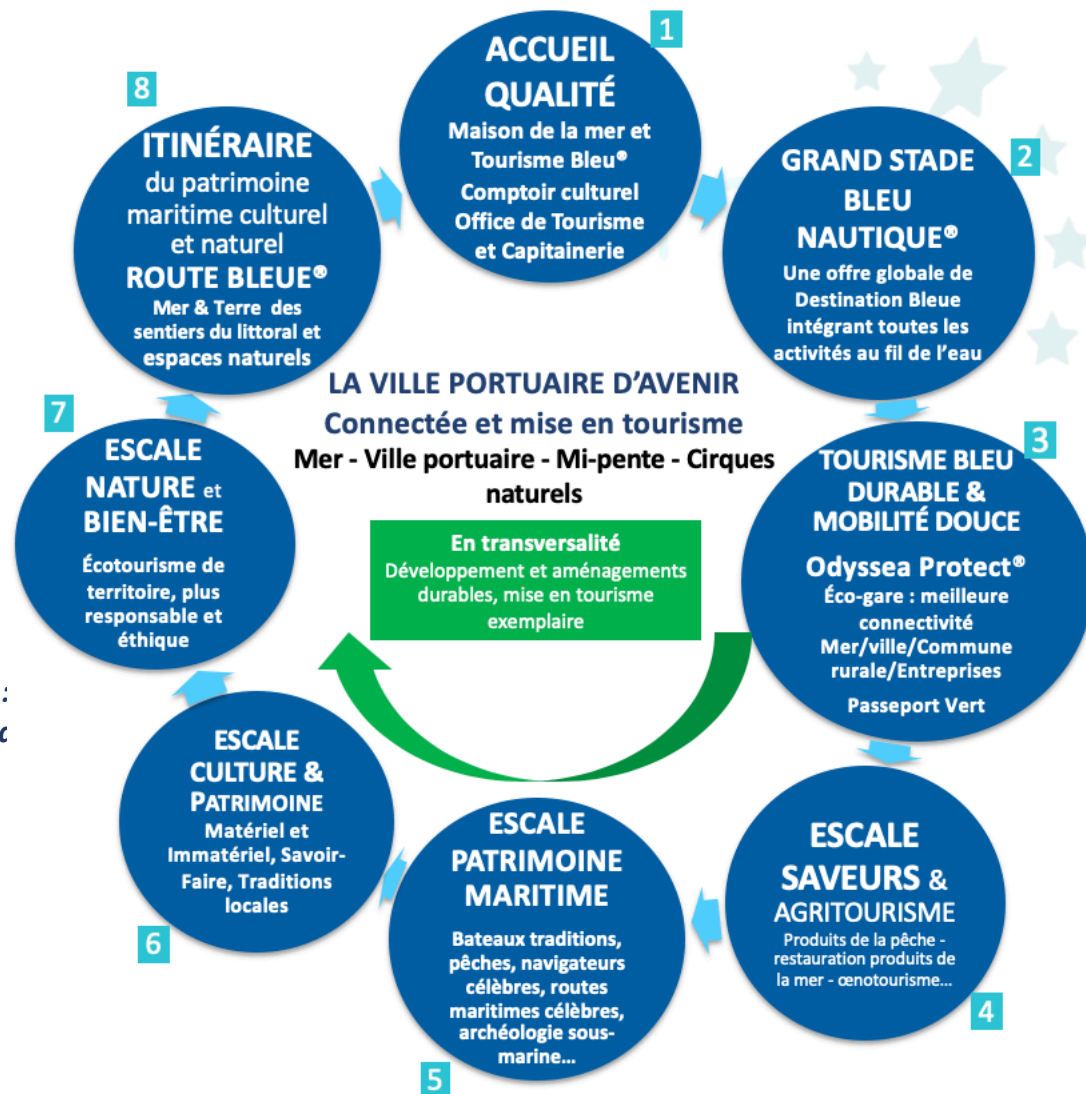 1
ACCUEIL
QUALITÉ
Maison de la mer et
Tourisme Bleu®
Comptoir culturel
Office de Tourisme
et Capitainerie
2
GRAND STADE
BLEU
NAUTIQUE®
Une offre globale de
Destination Bleue
intégrant toutes les
activités au fil de l’eau
3
TOURISME BLEU
DURABLE &
MOBILITÉ DOUCE
Odyssea Protect®
Éco-gare : meilleure
connectivité
Mer/ville/Commune
rurale/Entreprises
Passeport Vert
4
ESCALE
SAVEURS &
AGRITOURISME
Produits de la pêche -
restauration produits de
la mer - œnotourisme...
5
ESCALE
PATRIMOINE
MARITIME
Bateaux traditions,
pêches, navigateurs
célèbres, routes
maritimes célèbres,
archéologie sous-
marine...
6
ESCALE
CULTURE &
PATRIMOINE
Matériel et
Immatériel, Savoir-
Faire, Traditions
locales
7
ESCALE
NATURE et
BIEN-ÊTRE
Écotourisme de
territoire, plus
responsable et
éthique
8
ITINÉRAIRE
du patrimoine
maritime culturel
et naturel
ROUTE BLEUE®
Mer & Terre des
sentiers du littoral et
espaces naturels
LA VILLE PORTUAIRE D’AVENIR
Connectée et mise en tourisme
Mer - Ville portuaire - Mi-pente - Cirques
naturels
En transversalité
Développement et aménagements
durables, mise en tourisme
exemplaire
: